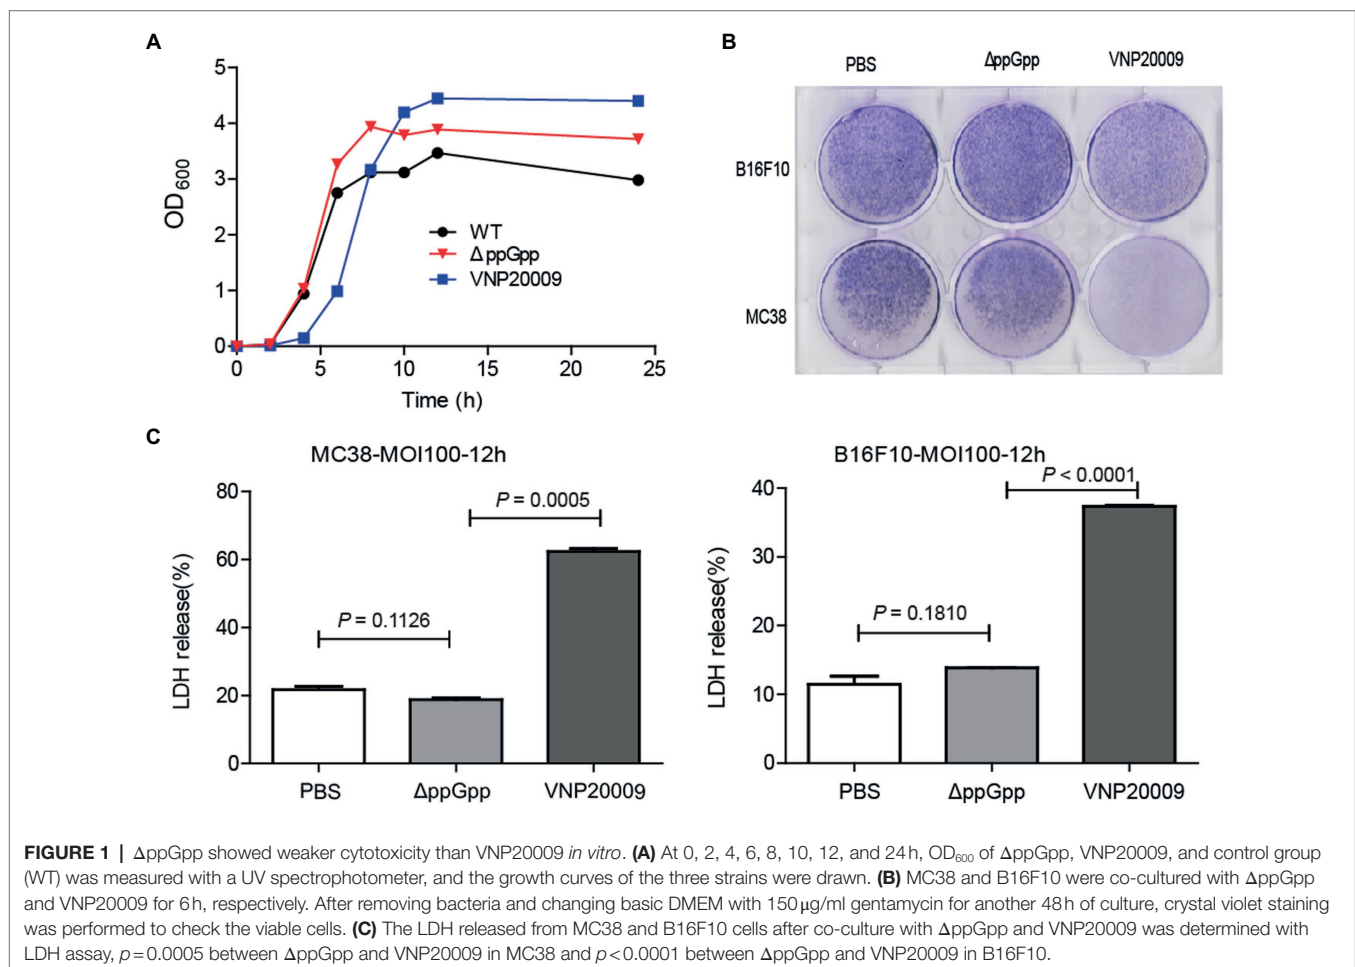 A
5
4
3
2
1
0
OD600
0 5 10 15 20 25
Time (h)
WT
ΔppGpp
VNP20009
B
PBS ΔppGpp VNP20009
B16F10
MC38
C
MC38-MOI100-12h
80
60
40
20
0
LDH release(%)
P = 0.1126
P = 0.0005
PBS ΔppGpp VNP20009
B16F10-MOI100-12h
40
30
20
10
0
LDH release(%)
P = 0.1810
P < 0.0001
PBS ΔppGpp VNP20009
FIGURE 1 | ΔppGpp showed weaker cytotoxicity than VNP20009 in vitro. (A) At 0, 2, 4, 6, 8, 10, 12, and 24 h, OD600 of ΔppGpp, VNP20009, and control group
(WT) was measured with a UV spectrophotometer, and the growth curves of the three strains were drawn. (B) MC38 and B16F10 were co-cultured with ΔppGpp
and VNP20009 for 6 h, respectively. After removing bacteria and changing basic DMEM with 150 μg/ml gentamycin for another 48 h of culture, crystal violet staining
was performed to check the viable cells. (C) The LDH released from MC38 and B16F10 cells after co-culture with ΔppGpp and VNP20009 was determined with
LDH assay, p = 0.0005 between ΔppGpp and VNP20009 in MC38 and p < 0.0001 between ΔppGpp and VNP20009 in B16F10.